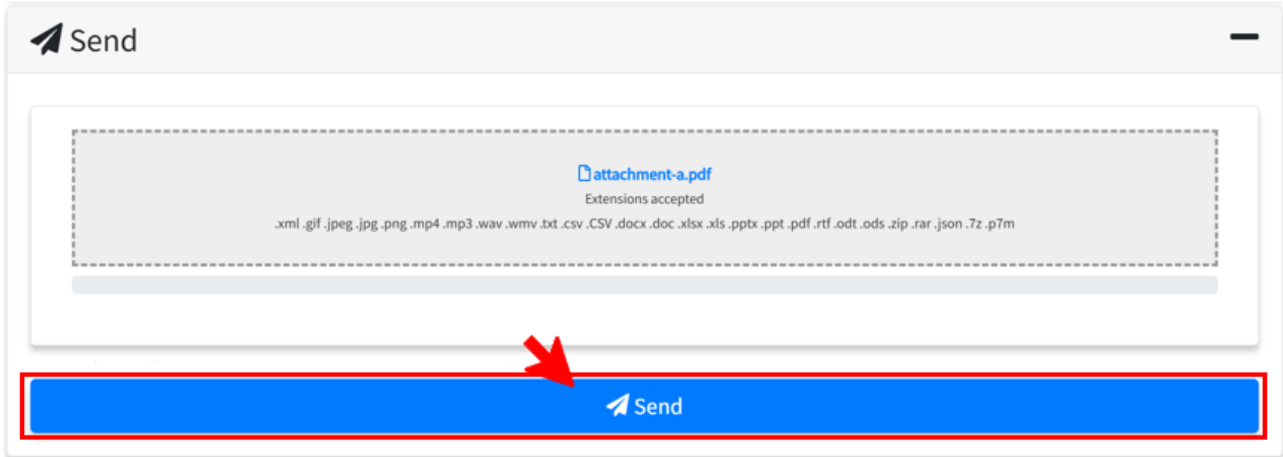 Send
attachment-a.pdf
Extensions accepted
.xml .gif .jpeg .jpg .png .mp4 .mp3 .wav .wmv .txt .csv .CSV .docx .doc .xlsx .xls .pptx .ppt .pdf .rtf .odt .ods .zip .rar .json .7z .p7m
Send